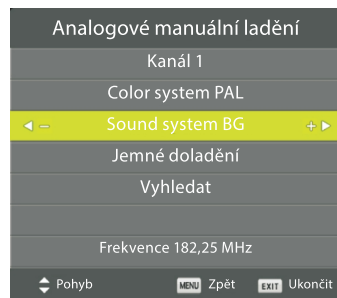 Analogové manuální ladění
Kanál 1
Color system PAL
− Sound system BG +
Jemné doladění
Vyhledat
Frekvence 182,25 MHz
Pohyb MENU Zpět EXIT Ukončit